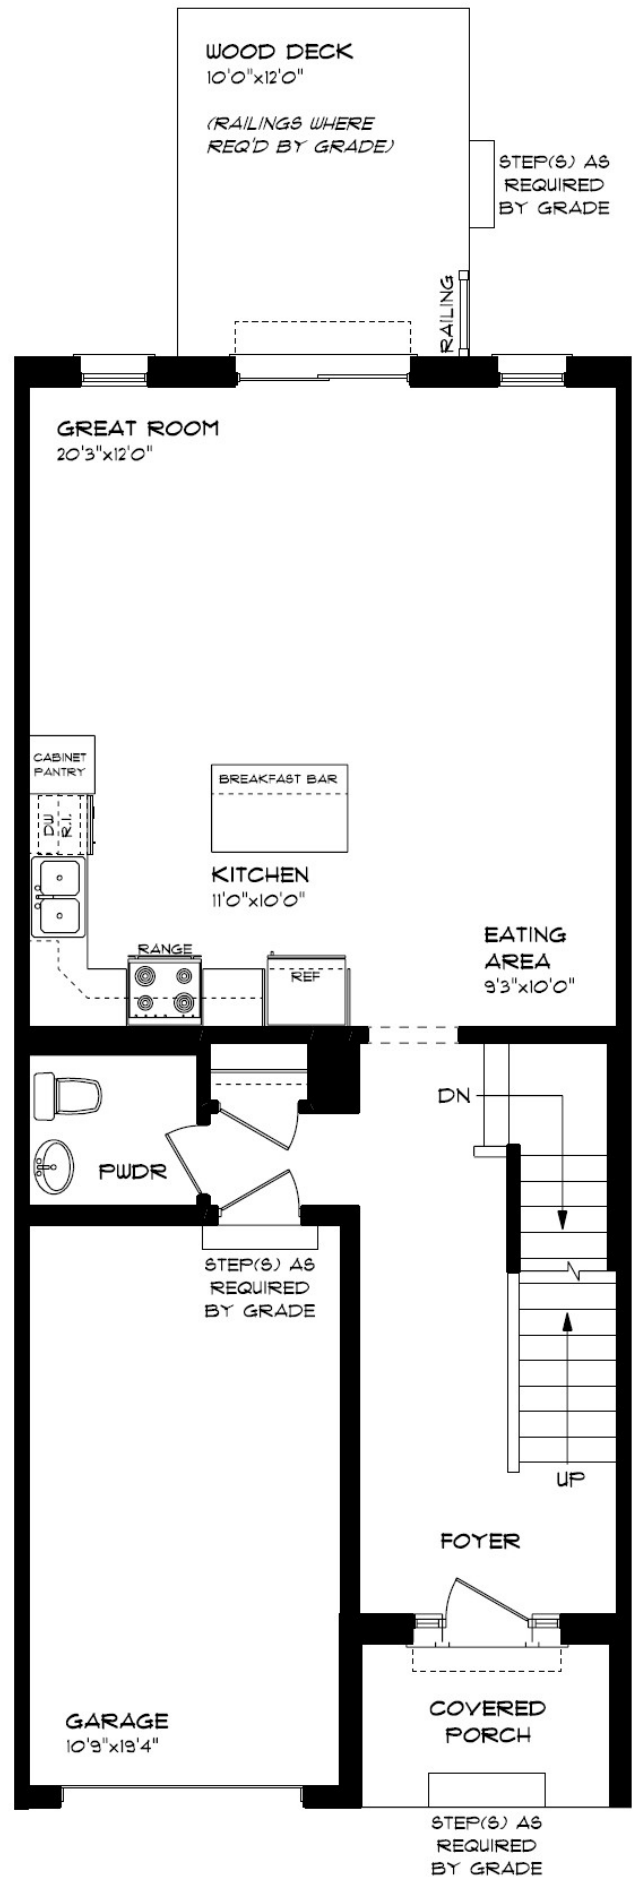 WOOD DECK
10'0"x12'0"
(RAILINGS WHERE
REQ'D BY GRADE)
STEP(S) AS
REQUIRED
BY GRADE
RAILING
GREAT ROOM
20'3"x12'0"
CABINET
PANTRY
DW
R.I.
BREAKFAST BAR
KITCHEN
11'0"x10'0"
EATING
AREA
9'3"x10'0"
RANGE
REF
DN
PWDR
STEP(S) AS
REQUIRED
BY GRADE
UP
FOYER
GARAGE
10'9"x19'4"
COVERED
PORCH
STEP(S) AS
REQUIRED
BY GRADE